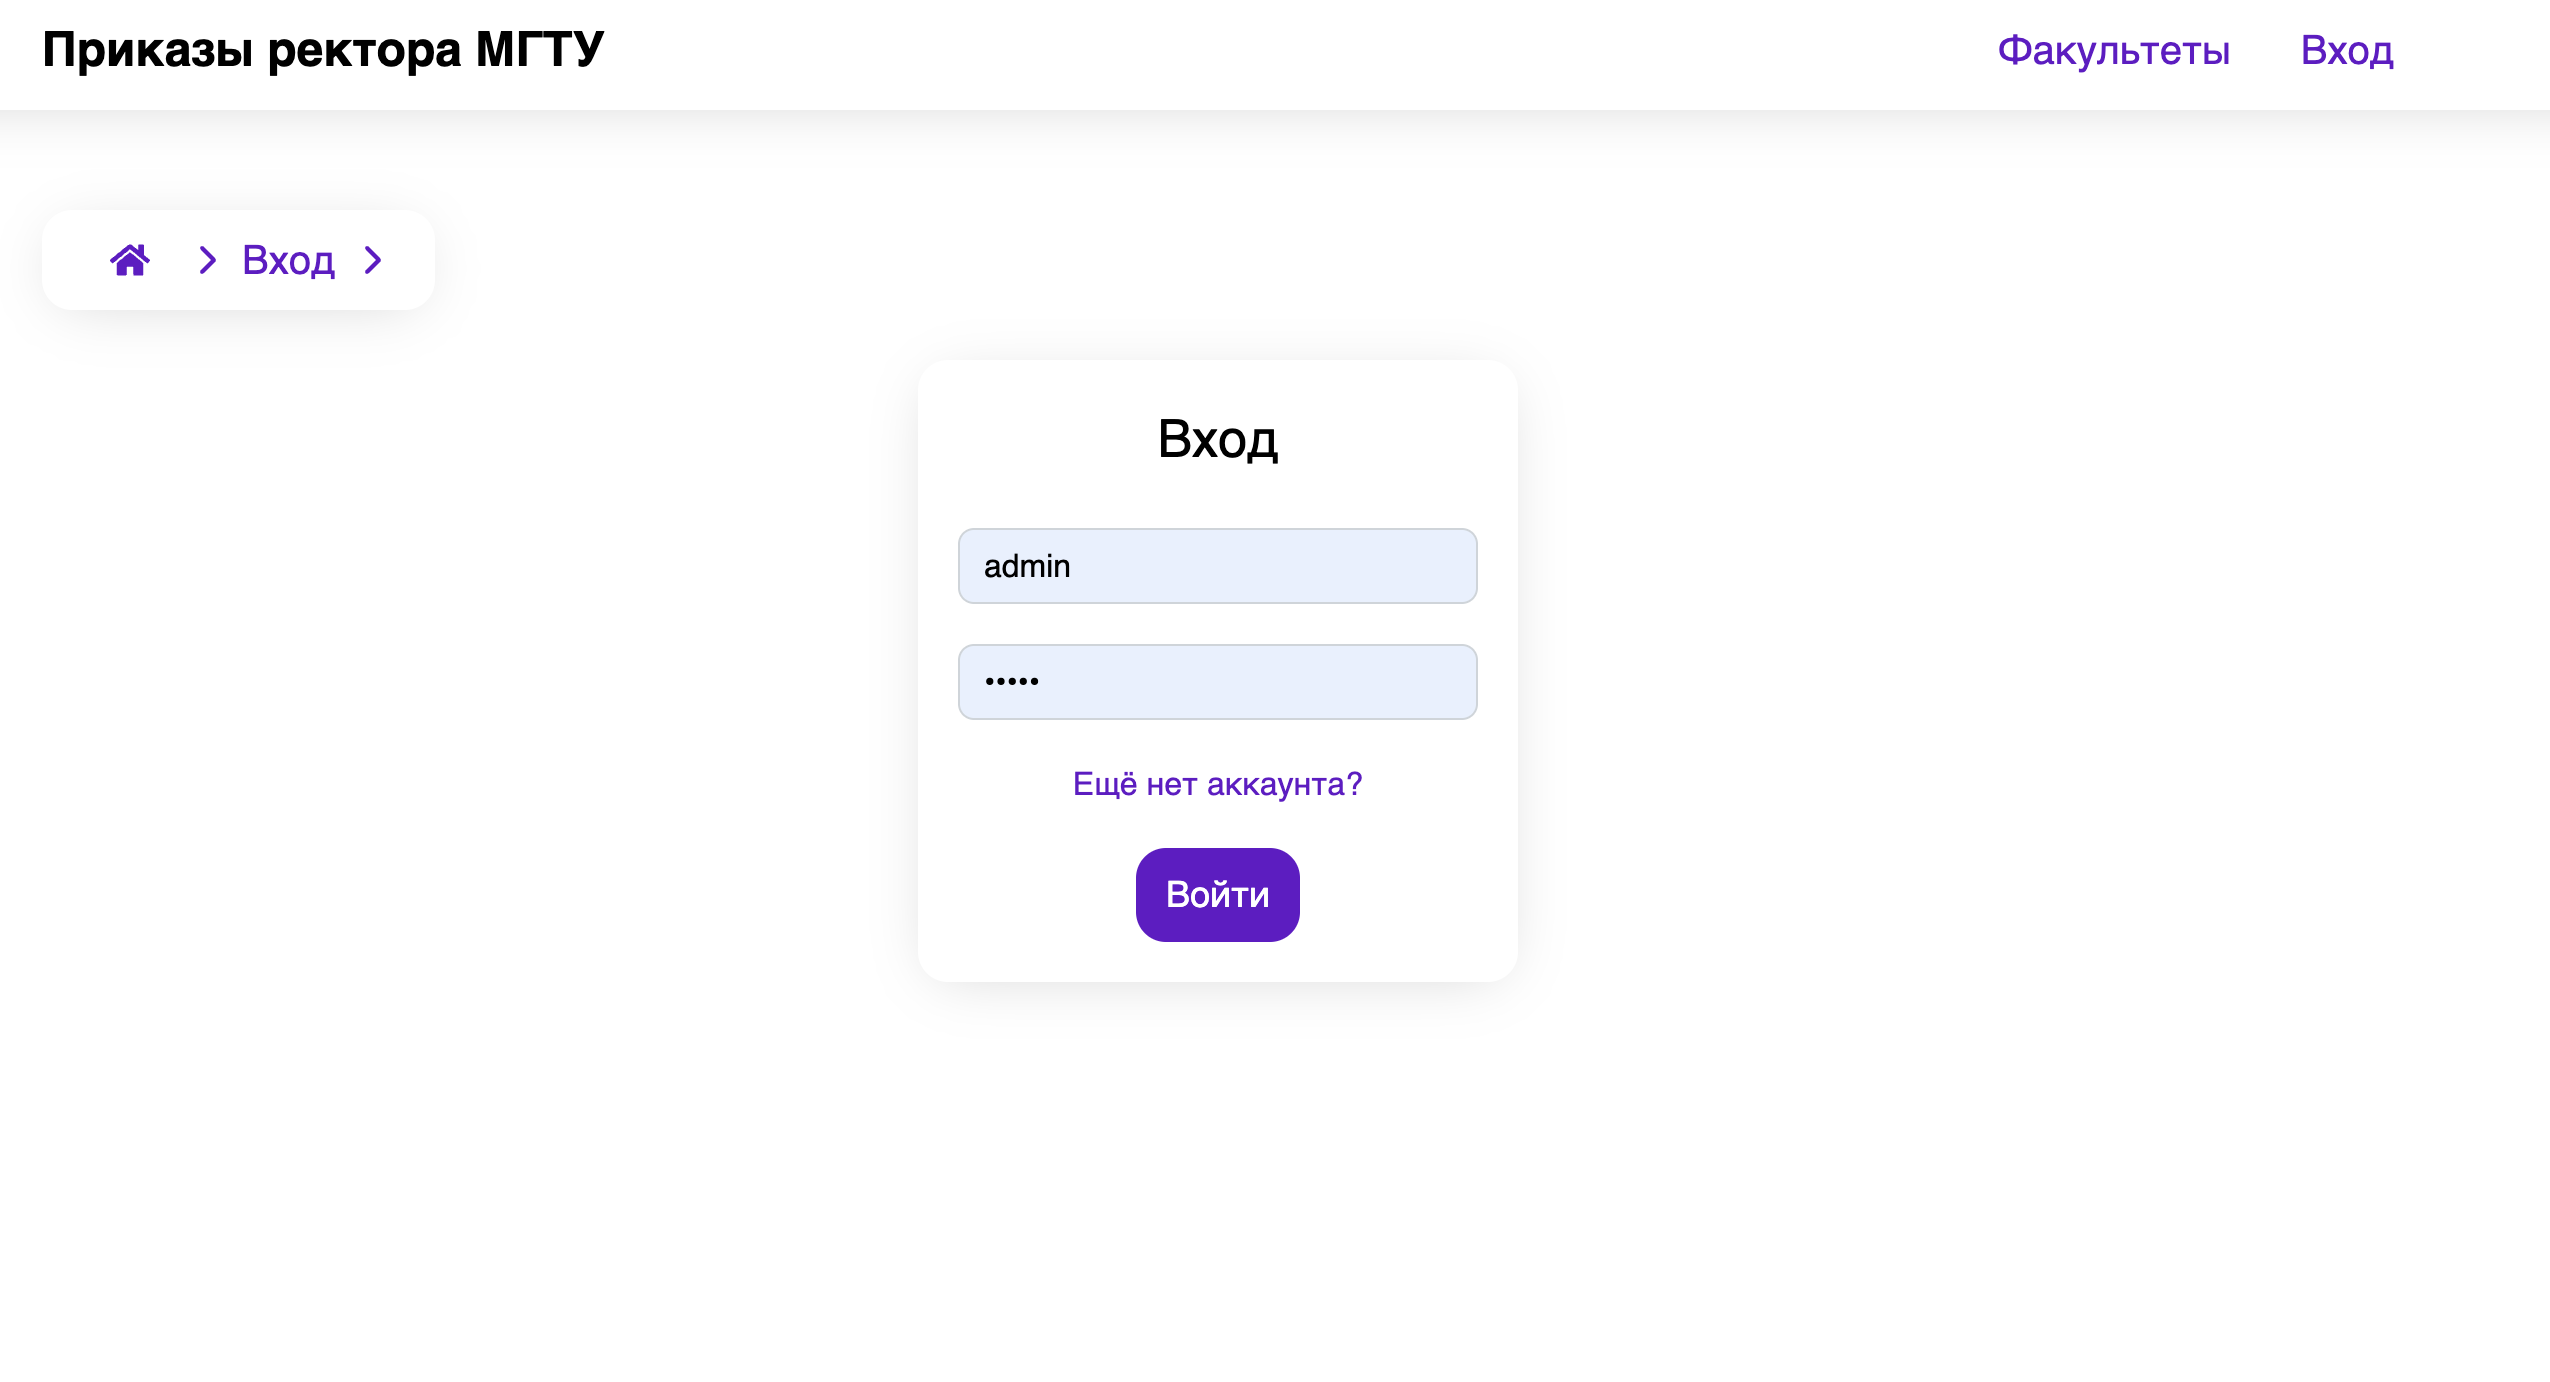 Приказы ректора МГТУ
Факультеты Вход
Вход
Вход
admin
•••••
Ещё нет аккаунта?
Войти